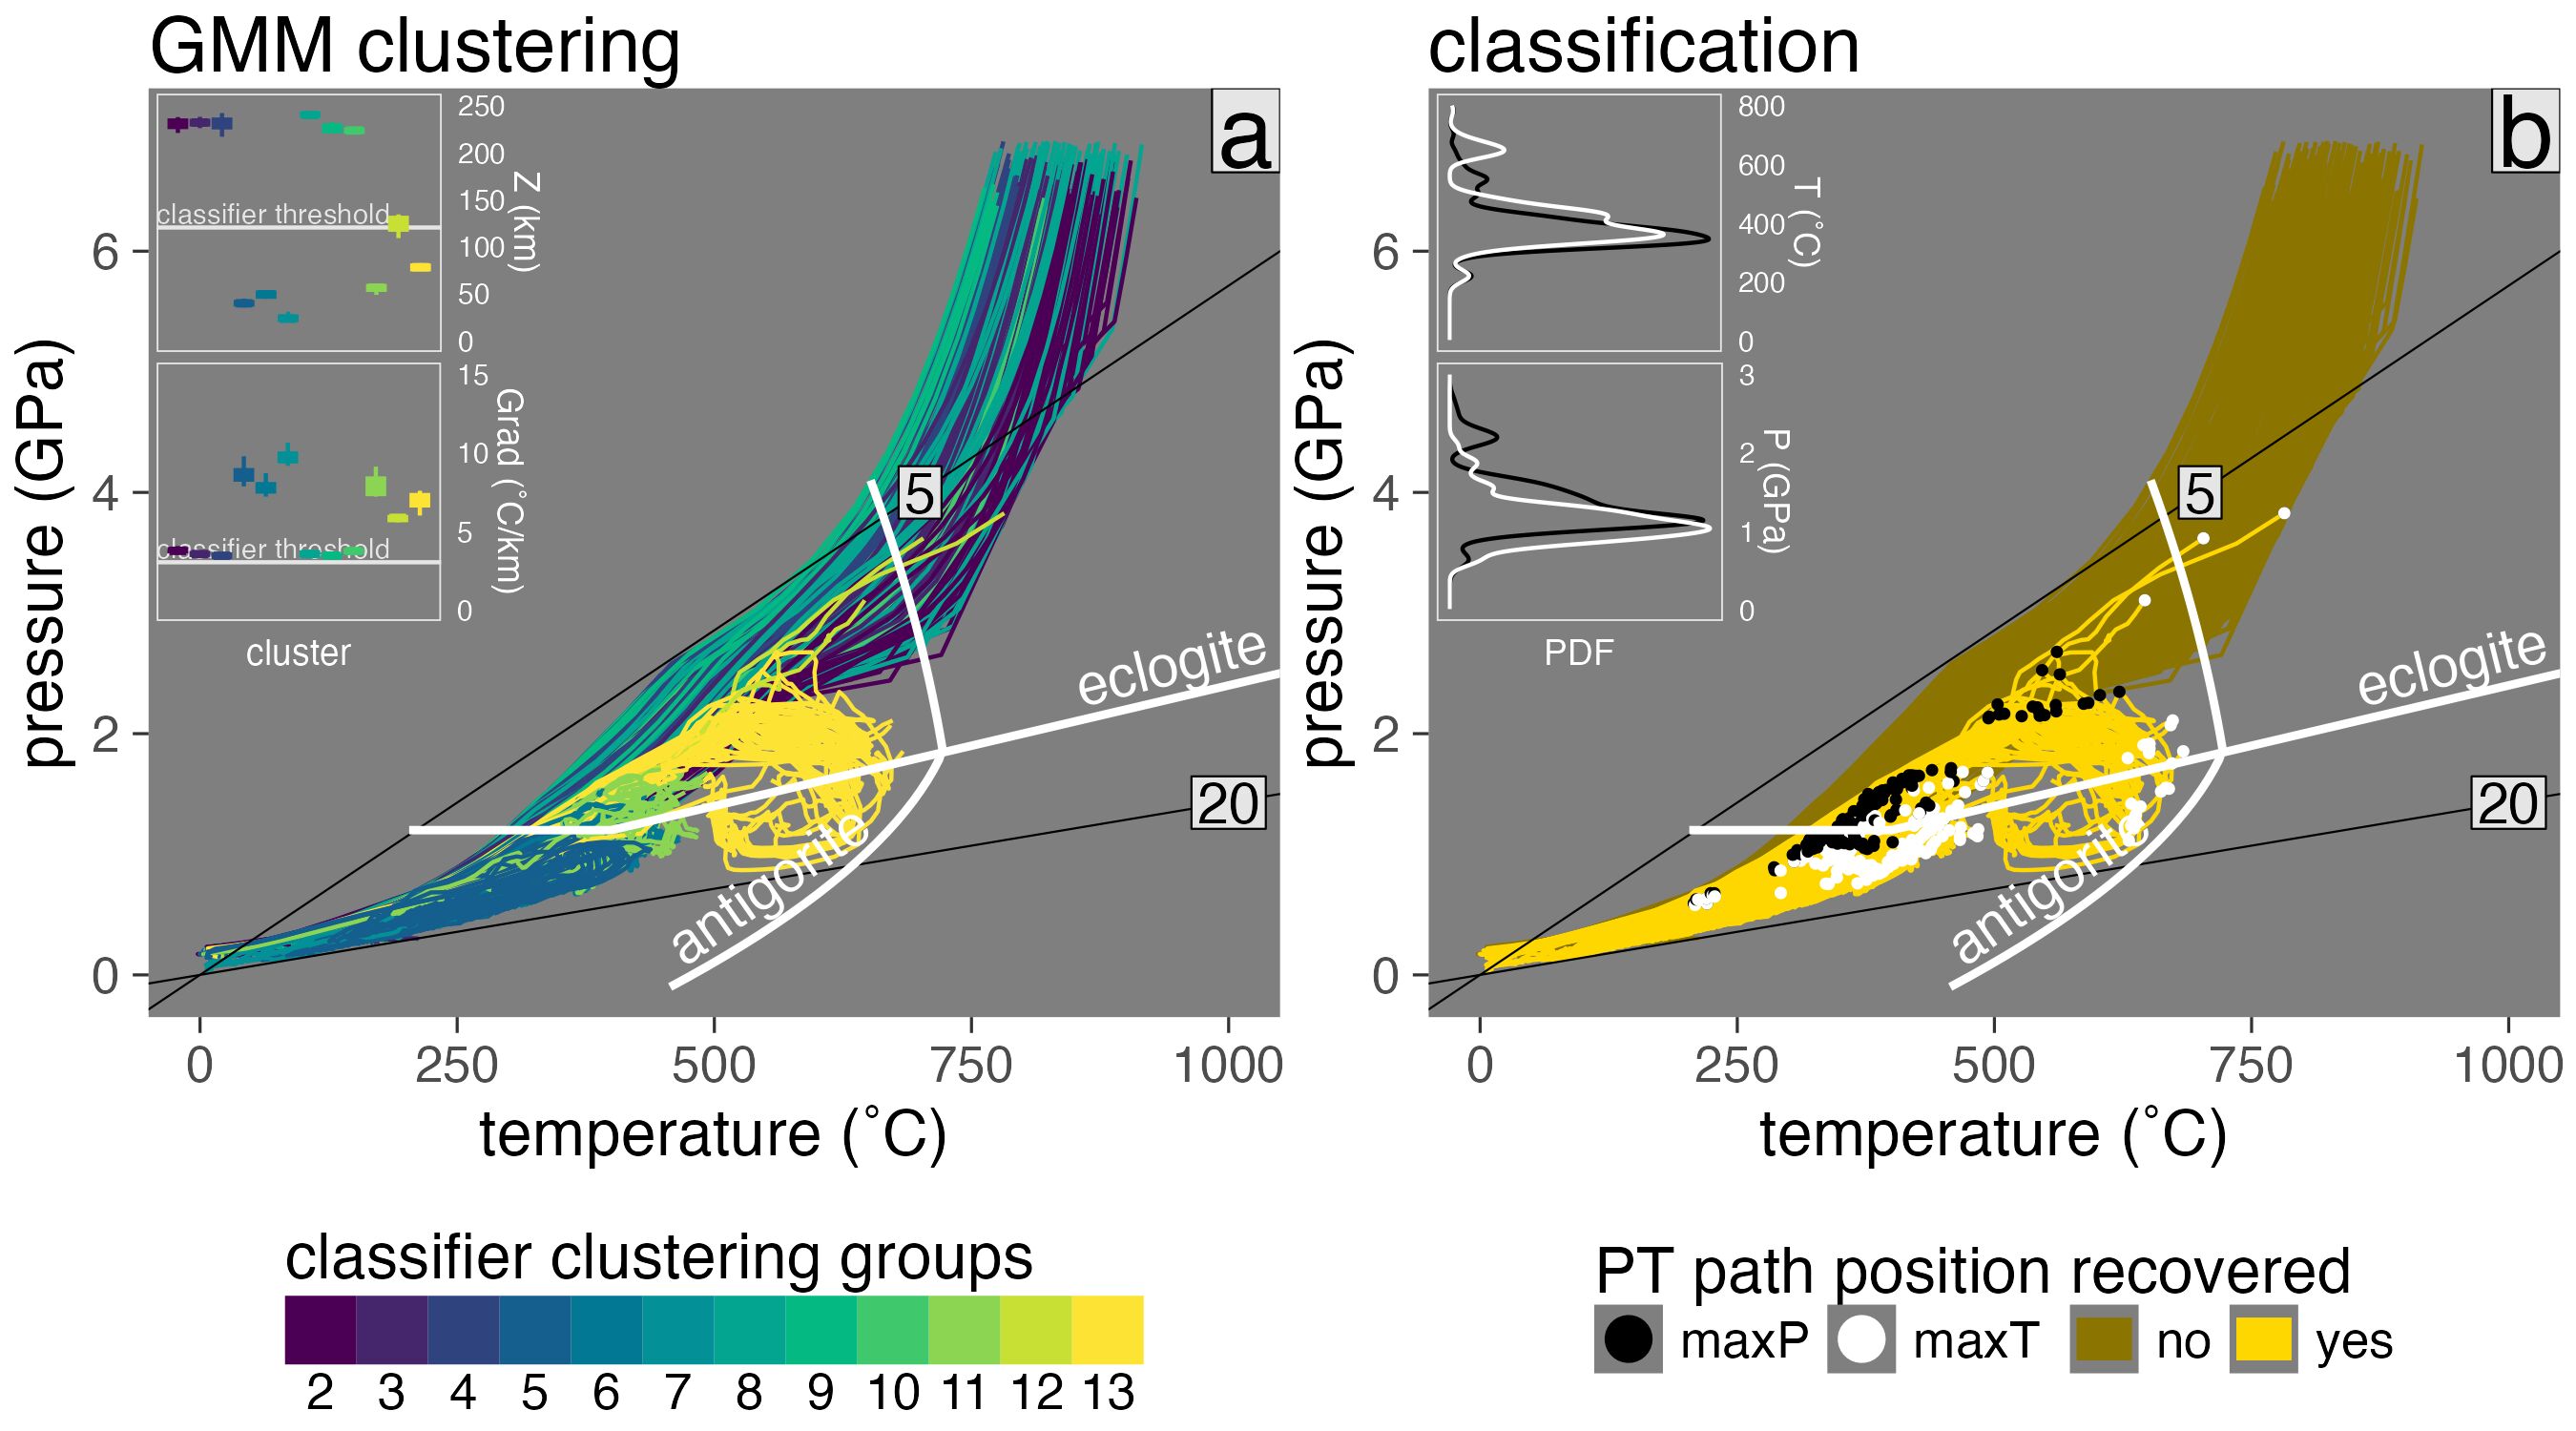 GMM clustering
a
pressure (GPa)
6
4
2
0
0
250
500
750
1000
temperature (˚C)
250
200
150
100
50
0
Z (km)
classifier threshold
15
10
5
0
Grad (˚C/km)
classifier threshold
cluster
5
20
eclogite
antigorite
classifier clustering groups
2 3 4 5 6 7 8 9 10 11 12 13
classification
b
pressure (GPa)
6
4
2
0
0
250
500
750
1000
temperature (˚C)
800
600
400
200
0
T (˚C)
3
2
1
0
P (GPa)
PDF
5
20
eclogite
antigorite
PT path position recovered
maxP maxT no yes